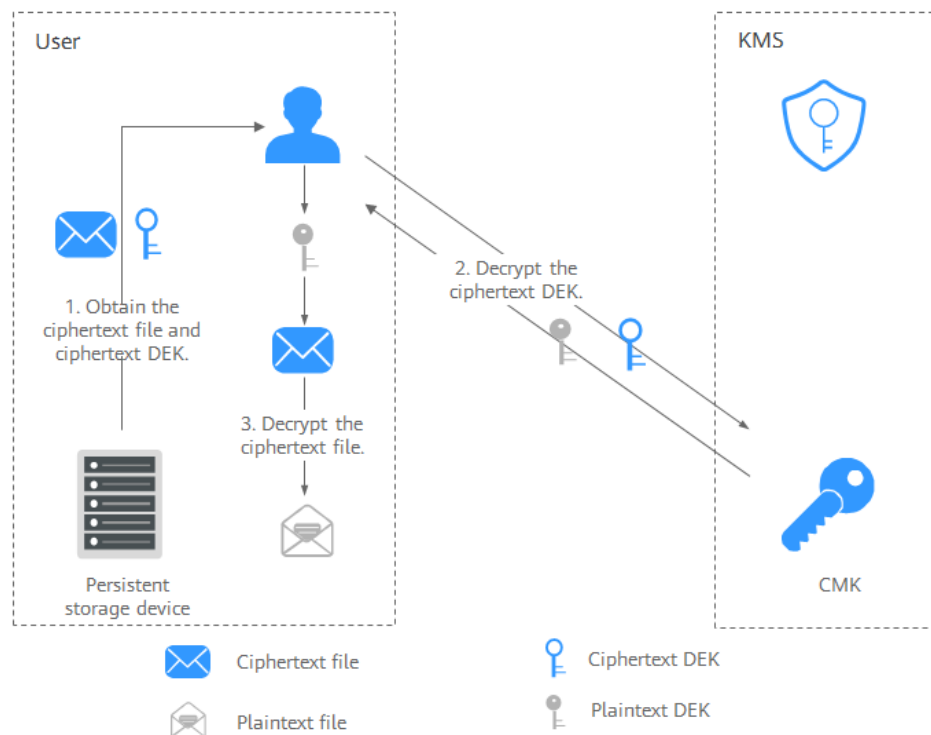 User
KMS
1. Obtain the
ciphertext file and
ciphertext DEK.
2. Decrypt the
ciphertext DEK.
3. Decrypt the
ciphertext file.
Persistent
storage device
CMK
Ciphertext file
Ciphertext DEK
Plaintext file
Plaintext DEK